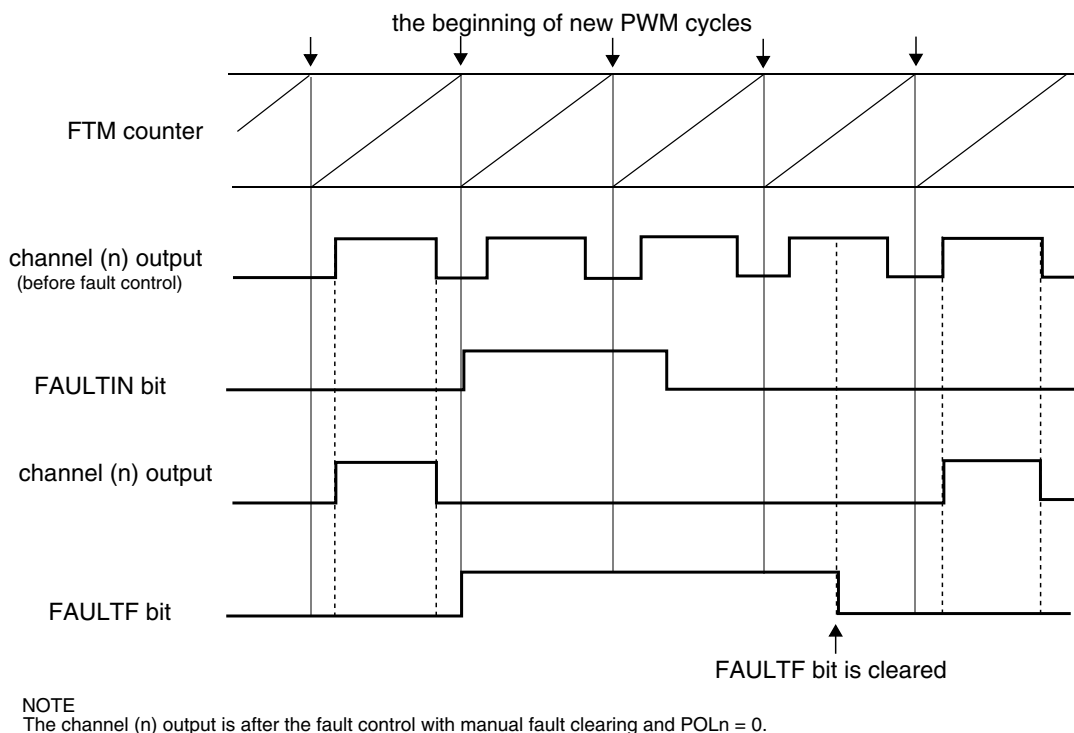 the beginning of new PWM cycles
FTM counter
channel (n) output
(before fault control)
FAULTIN bit
channel (n) output
FAULTF bit
FAULTF bit is cleared
NOTE
The channel (n) output is after the fault control with manual fault clearing and POLn = 0.